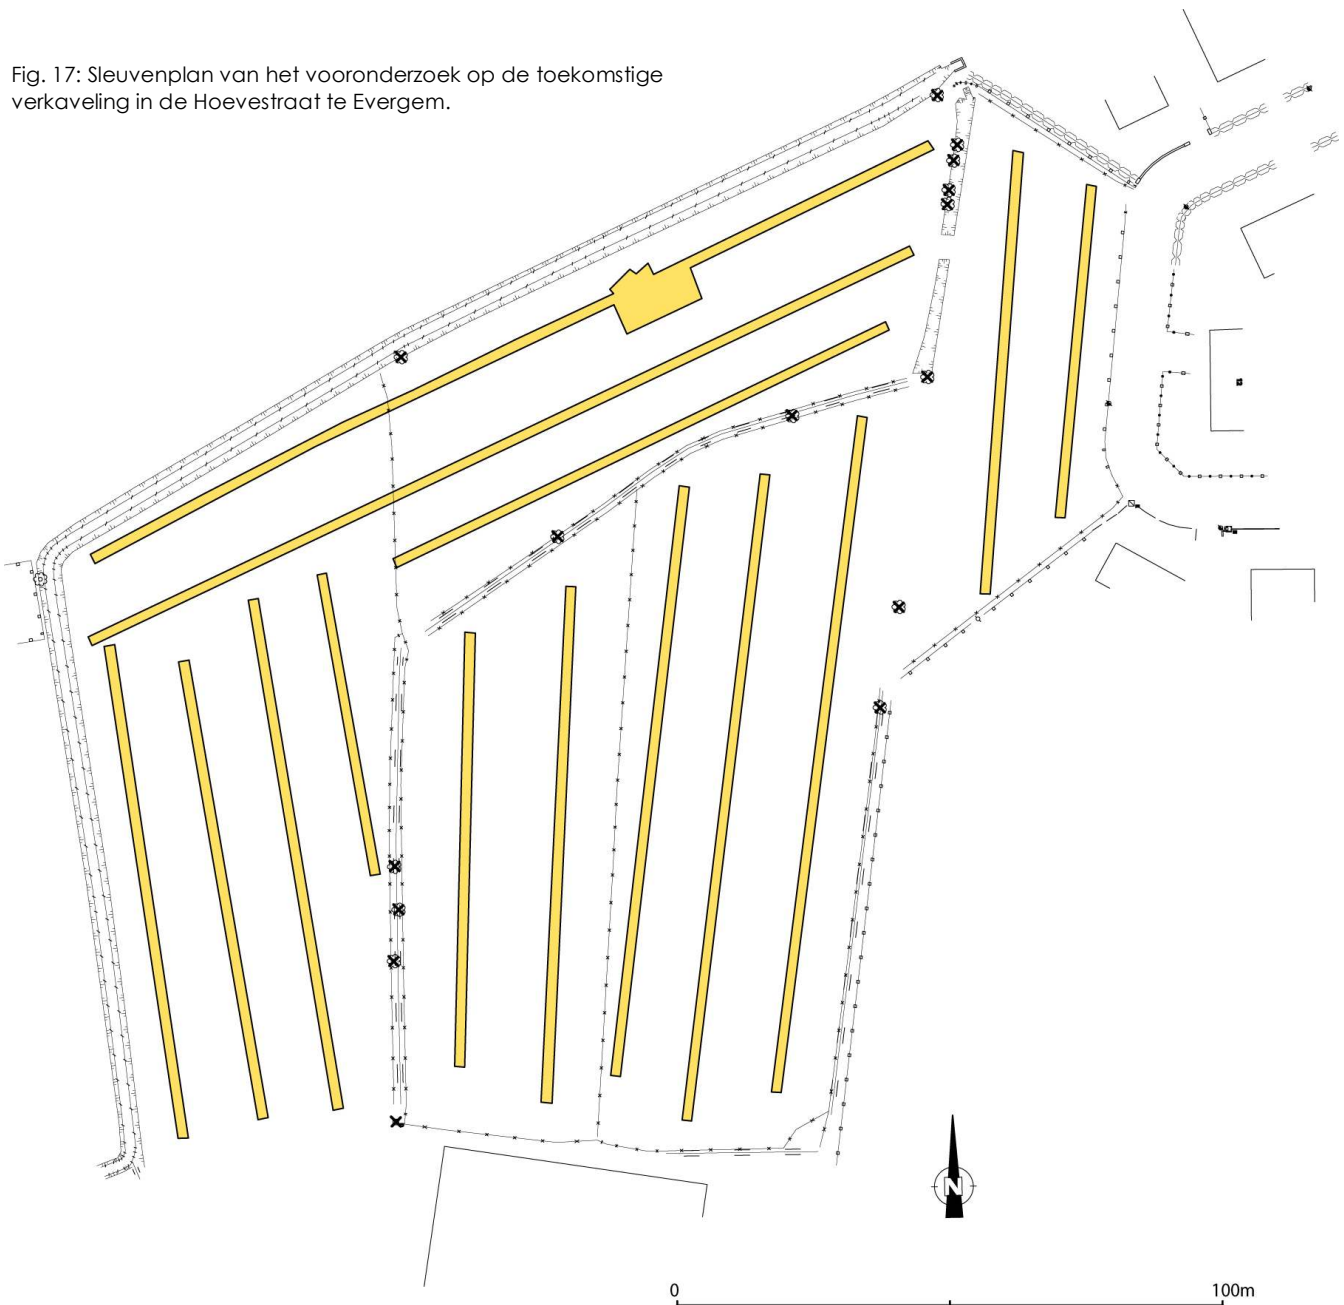 Fig. 17: Sleuvenplan van het vooronderzoek op de toekomstige
verkaveling in de Hoevestraat te Evergem.
N
0 100m